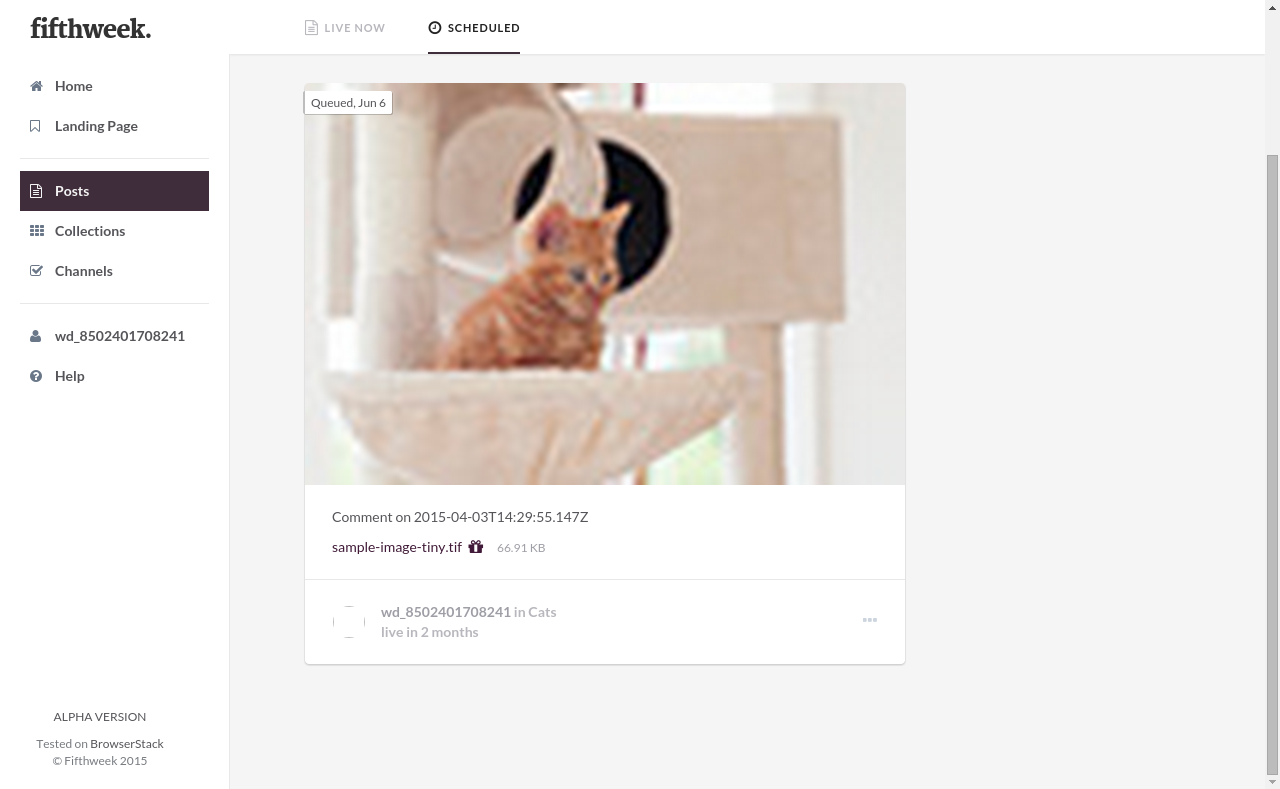 fifthweek.
Home
Landing Page
Posts
Collections
Channels
wd_8502401708241
Help
ALPHA VERSION
Tested on BrowserStack
© Fifthweek 2015
LIVE NOW
SCHEDULED
Queued, Jun 6
Comment on 2015-04-03T14:29:55.147Z
sample-image-tiny.tif 66.91 KB
wd_8502401708241 in Cats
live in 2 months